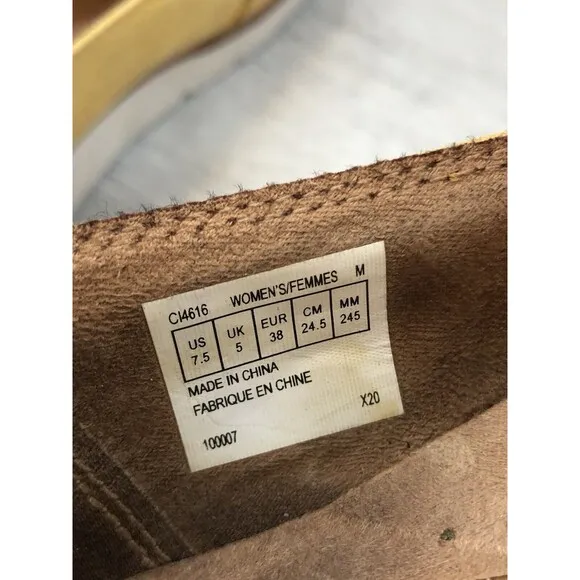 CI4616 WOMEN'S/FEMMES M
US UK EUR CM MM
7.5 5 38 24.5 245
MADE IN CHINA
FABRIQUE EN CHINE
100007 X20